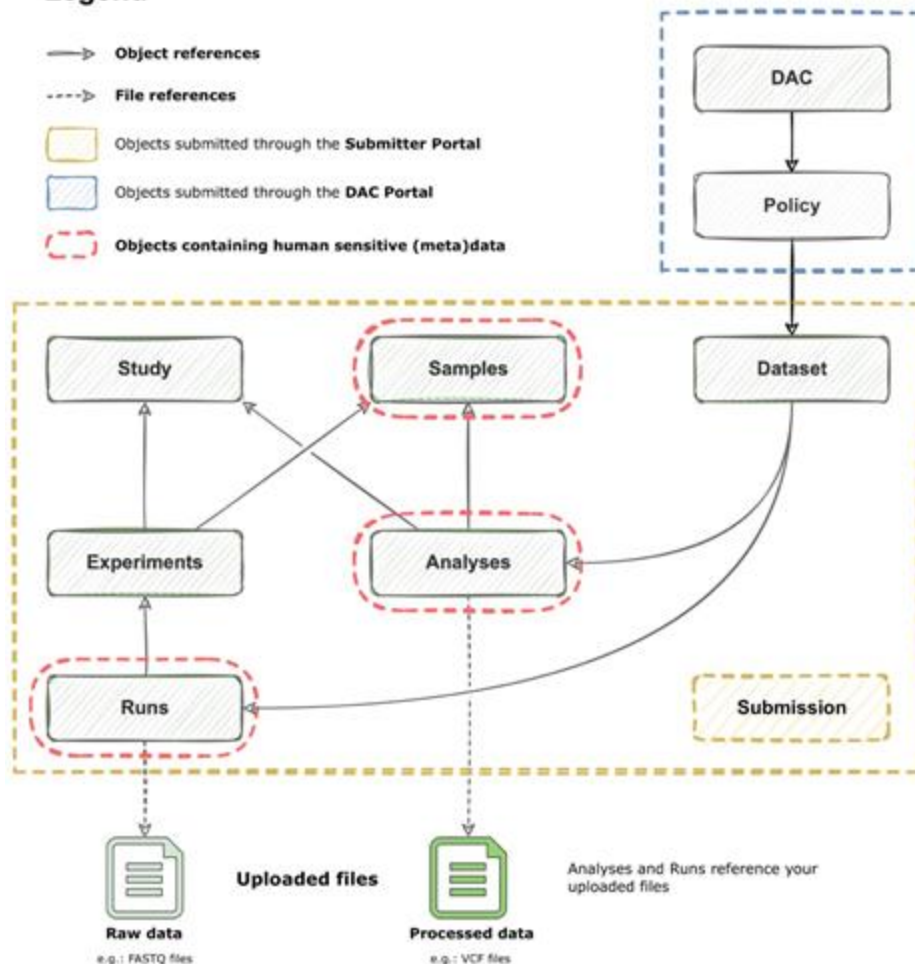 Legend
Object references
File references
Objects submitted through the Submitter Portal
Objects submitted through the DAC Portal
Objects containing human sensitive (meta)data
DAC
Policy
Study
Samples
Dataset
Experiments
Analyses
Runs
Submission
Uploaded files
Analyses and Runs reference your
uploaded files
Raw data
e.g.: FASTQ files
Processed data
e.g.: VCF files